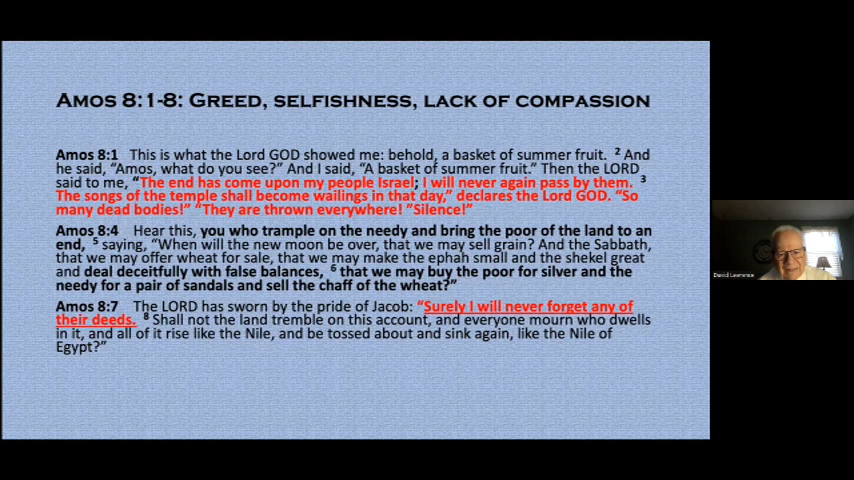 Amos 8:1-8: Greed, selfishness, lack of compassion
Amos 8:1 This is what the Lord GOD showed me: behold, a basket of summer fruit. 2 And
he said, “Amos, what do you see?” And I said, “A basket of summer fruit.” Then the LORD
said to me, “The end has come upon my people Israel; I will never again pass by them. 3
The songs of the temple shall become wailings in that day,” declares the Lord GOD. “So
many dead bodies!” “They are thrown everywhere! ”Silence!”
Amos 8:4 Hear this, you who trample on the needy and bring the poor of the land to an
end, 5 saying, “When will the new moon be over, that we may sell grain? And the Sabbath,
that we may offer wheat for sale, that we may make the ephah small and the shekel great
and deal deceitfully with false balances, 6 that we may buy the poor for silver and the
needy for a pair of sandals and sell the chaff of the wheat?”
Amos 8:7 The LORD has sworn by the pride of Jacob: “Surely I will never forget any of
their deeds. 8 Shall not the land tremble on this account, and everyone mourn who dwells
in it, and all of it rise like the Nile, and be tossed about and sink again, like the Nile of
Egypt?”
David Lawrence